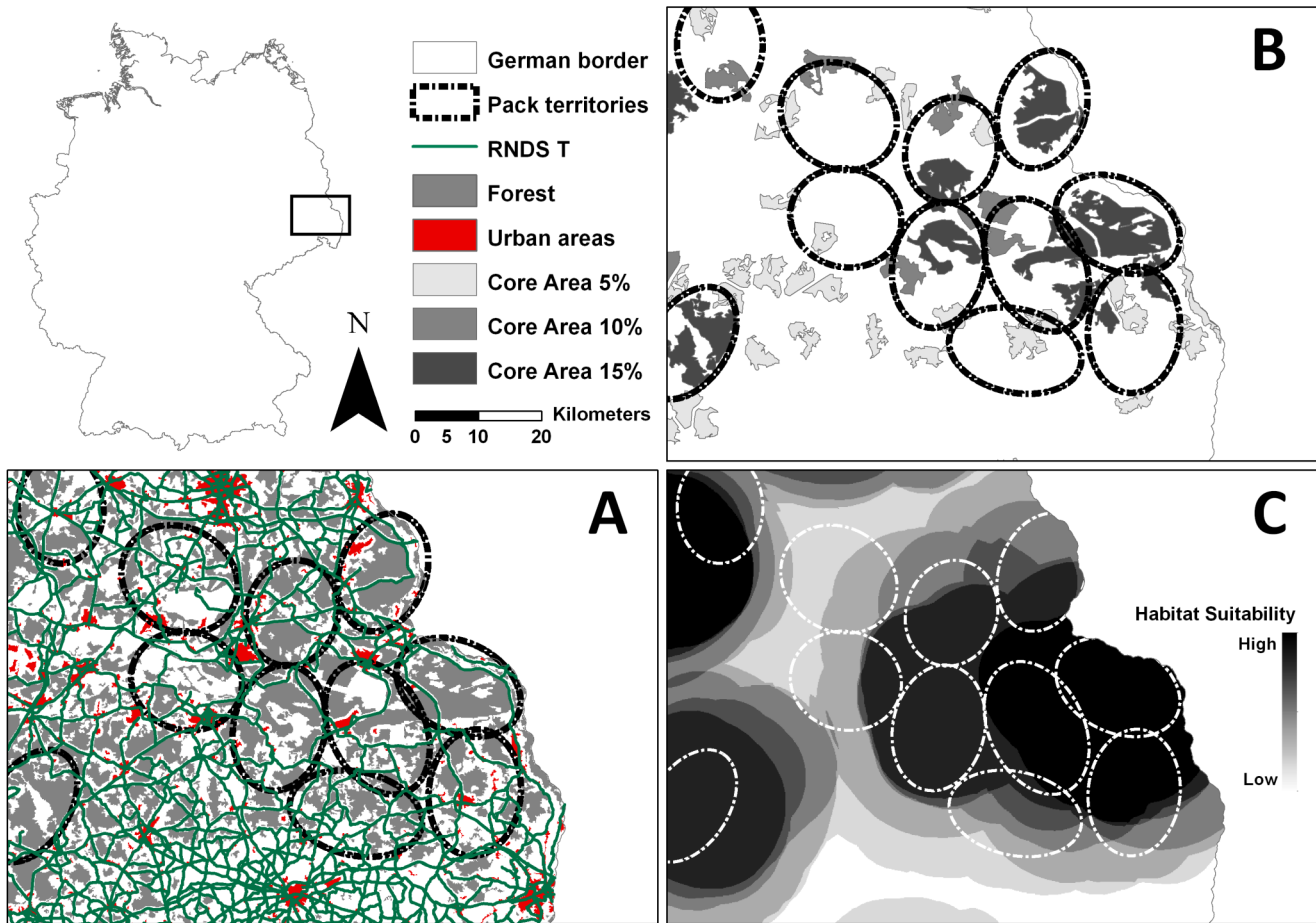 German border
Pack territories
RNDS T
Forest
Urban areas
Core Area 5%
Core Area 10%
Core Area 15%
N
Kilometers
0 5 10 20
B
A
C
Habitat Suitability
High
Low